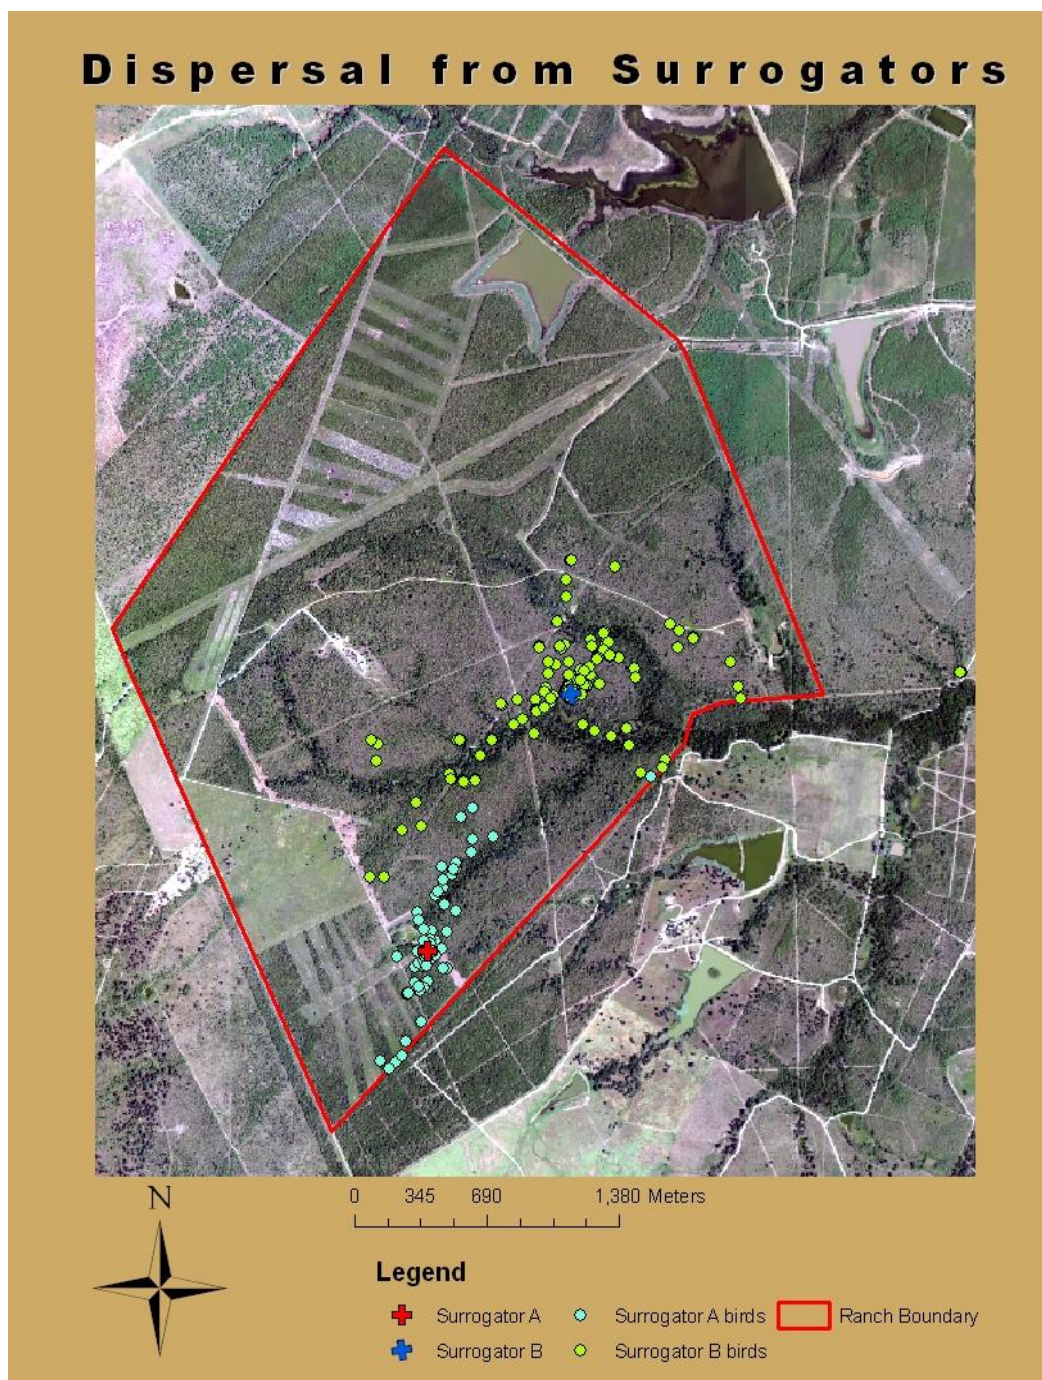 Dispersal from Surrogators
N
0 345 690 1,380 Meters
Legend
Surrogator A Surrogator A birds Ranch Boundary
Surrogator B Surrogator B birds